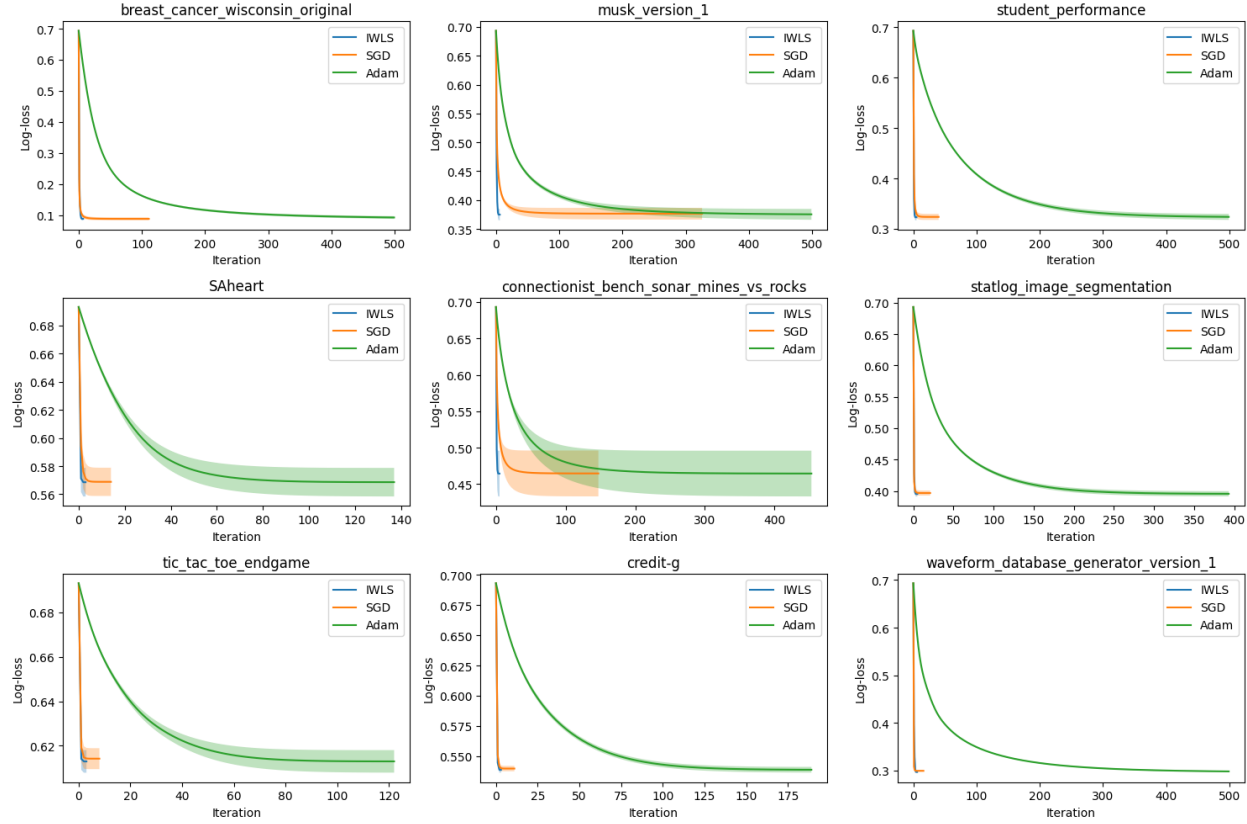 breast_cancer_wisconsin_original
0.7
0.6
0.5
0.4
0.3
0.2
0.1
Log-loss
0
100
200
300
400
500
Iteration
IWLS
SGD
Adam
musk_version_1
0.70
0.65
0.60
0.55
0.50
0.45
0.40
0.35
Log-loss
0
100
200
300
400
500
Iteration
IWLS
SGD
Adam
student_performance
0.7
0.6
0.5
0.4
0.3
Log-loss
0
100
200
300
400
500
Iteration
IWLS
SGD
Adam
SAheart
0.68
0.66
0.64
0.62
0.60
0.58
0.56
Log-loss
0
20
40
60
80
100
120
140
Iteration
IWLS
SGD
Adam
connectionist_bench_sonar_mines_vs_rocks
0.70
0.65
0.60
0.55
0.50
0.45
Log-loss
0
100
200
300
400
Iteration
IWLS
SGD
Adam
statlog_image_segmentation
0.70
0.65
0.60
0.55
0.50
0.45
0.40
Log-loss
0
50
100
150
200
250
300
350
400
Iteration
IWLS
SGD
Adam
tic_tac_toe_endgame
0.68
0.66
0.64
0.62
Log-loss
0
20
40
60
80
100
120
Iteration
IWLS
SGD
Adam
credit-g
0.700
0.675
0.650
0.625
0.600
0.575
0.550
Log-loss
0
25
50
75
100
125
150
175
Iteration
IWLS
SGD
Adam
waveform_database_generator_version_1
0.7
0.6
0.5
0.4
0.3
Log-loss
0
100
200
300
400
500
Iteration
IWLS
SGD
Adam